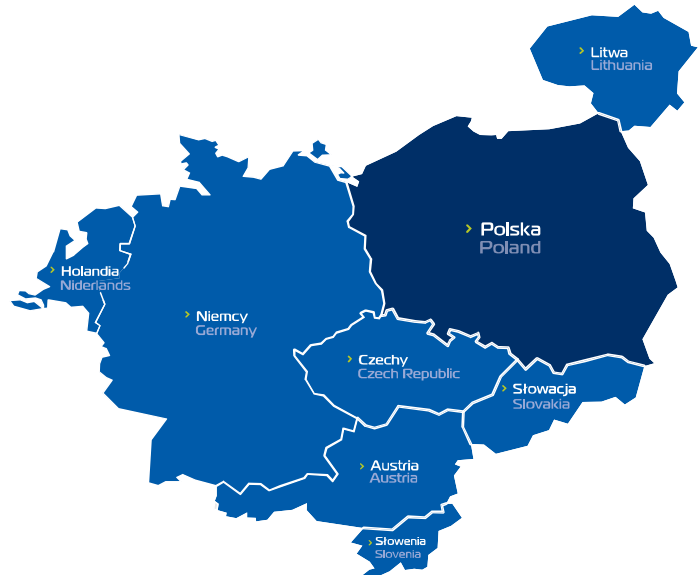 Litwa
Lithuania
Polska
Poland
Holandia
Niderlands
Niemcy
Germany
Czechy
Czech Republic
Słowacja
Slovakia
Austria
Austria
Słowenia
Slovenia